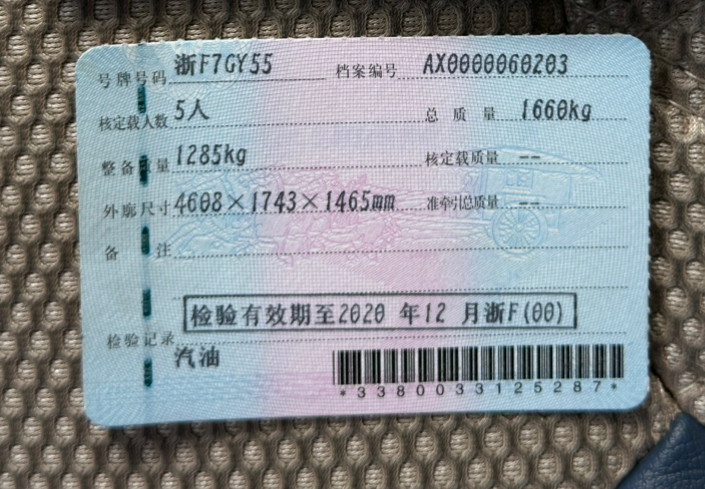 号牌号码 浙F7GY55 档案编号 AX0000060203
核定载人数 5人 总质量 1660kg
整备质量 1285kg 核定载质量 --
外廓尺寸 4608×1743×1465mm 准牵引总质量 --
备注
检验有效期至2020 年12 月浙F(00)
检验记录
汽油
*3380033125287*